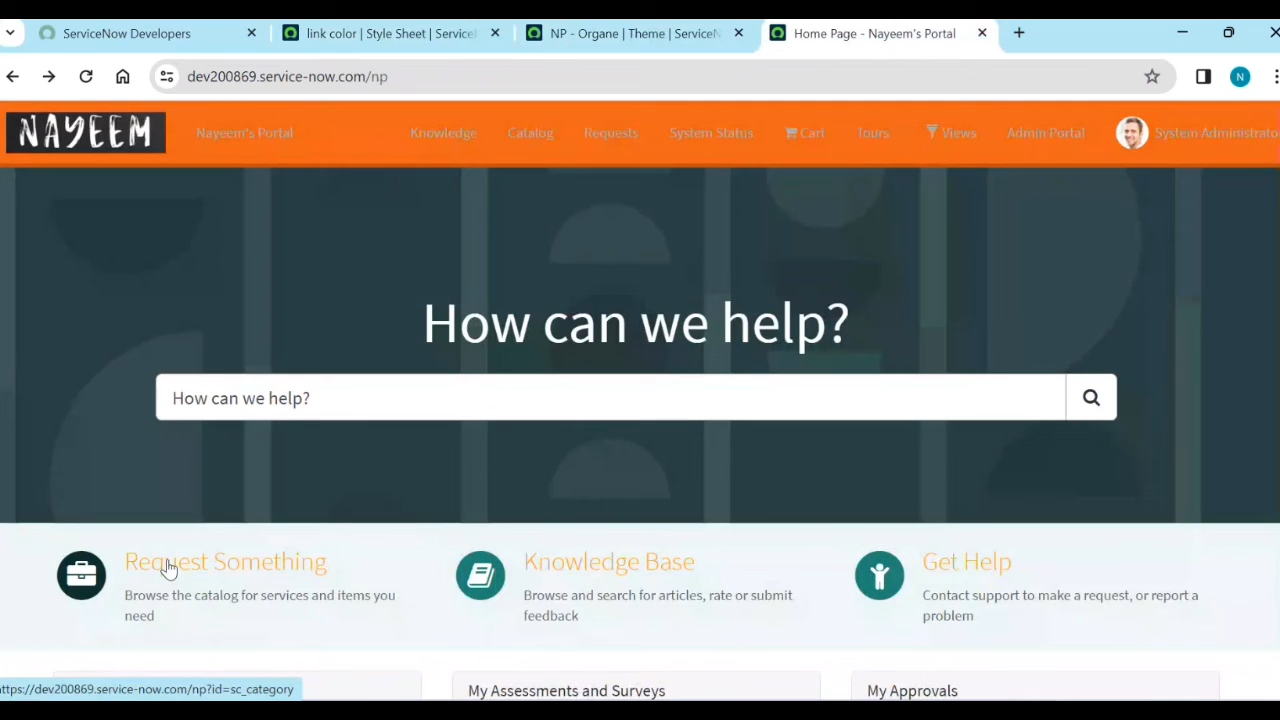 ServiceNow Developers
link color | Style Sheet | Service
NP - Organe | Theme | ServiceN
Home Page - Nayeem's Portal
dev200869.service-now.com/np
N
NAYEEM
Nayeem's Portal
Knowledge
Catalog
Requests
System Status
Cart
Tours
Views
Admin Portal
System Administrato
How can we help?
How can we help?
Request Something
Browse the catalog for services and items you
need
Knowledge Base
Browse and search for articles, rate or submit
feedback
Get Help
Contact support to make a request, or report a
problem
My Assessments and Surveys
My Approvals
https://dev200869.service-now.com/np?id=sc_category